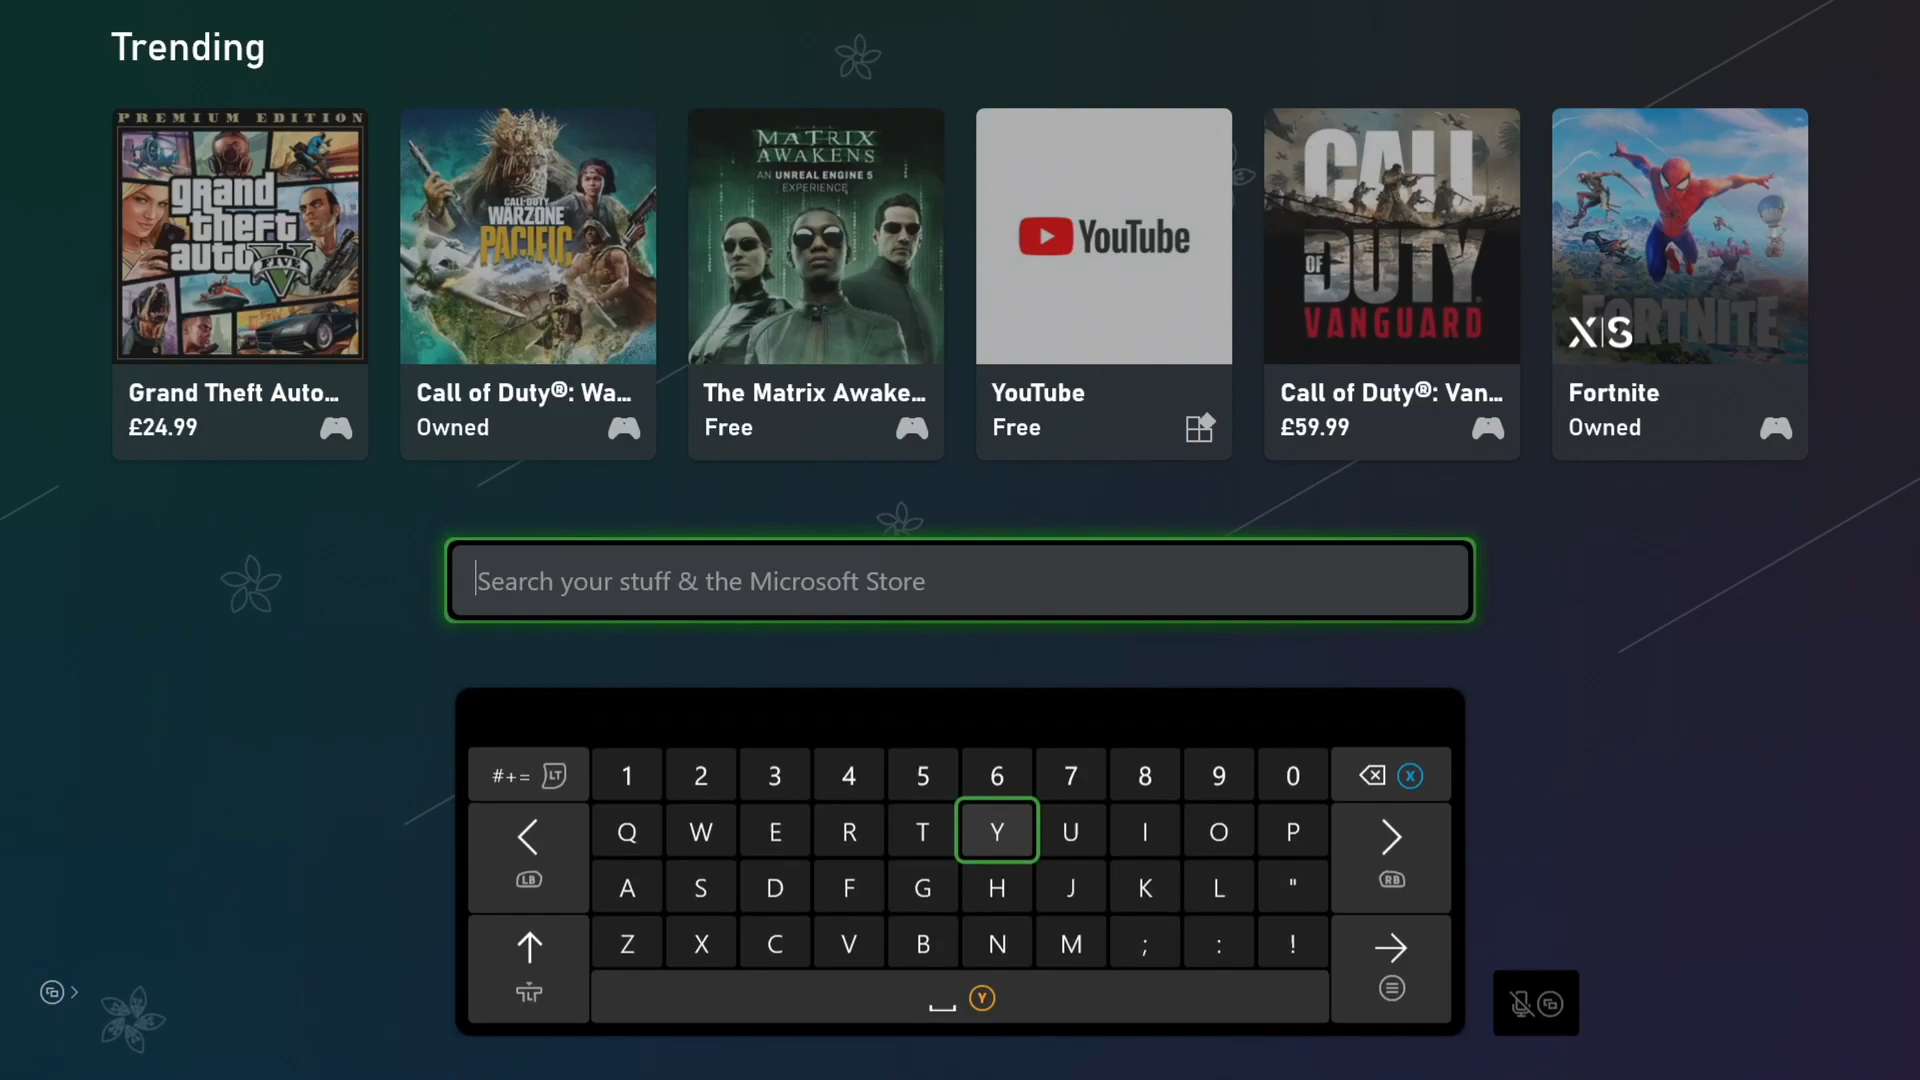 Trending
PREMIUM EDITION
grand
theft
auto
FIVE
CALL·DUTY
WARZONE
PACIFIC
MATRIX
AWAKENS
AN UNREAL ENGINE 5
EXPERIENCE
YouTube
CALL
OF DUTY
VANGUARD
FORTNITE
X|S
Grand Theft Auto...
£24.99
Call of Duty®: Wa...
Owned
The Matrix Awake...
Free
YouTube
Free
Call of Duty®: Van...
£59.99
Fortnite
Owned
Search your stuff & the Microsoft Store
#+= LT 1 2 3 4 5 6 7 8 9 0 X
Q W E R T Y U I O P
LB A S D F G H J K L " RB
Z X C V B N M ; : !
Y